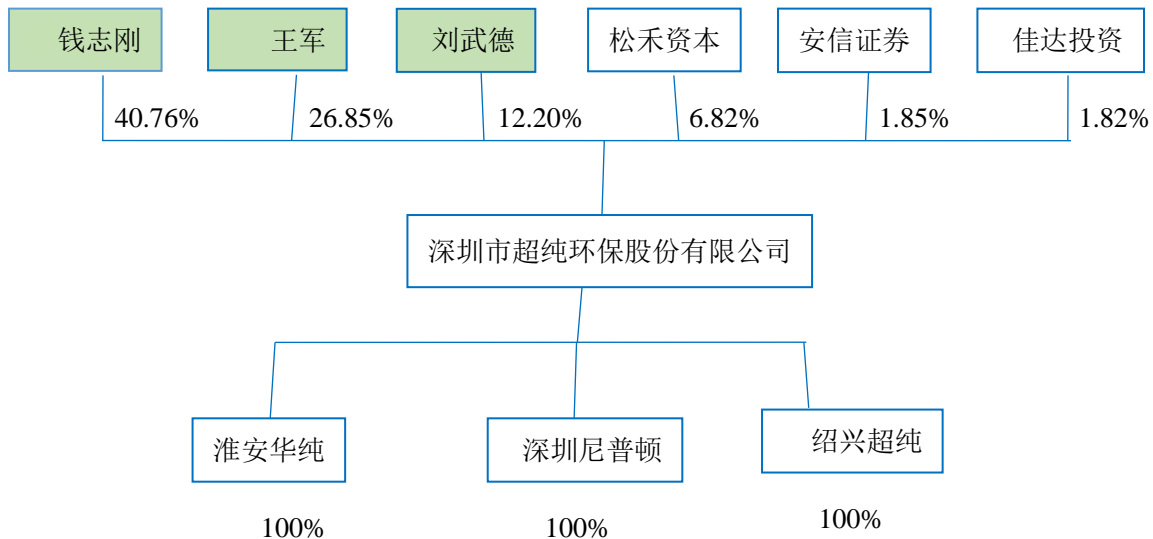 钱志刚 王军 刘武德 松禾资本 安信证券 佳达投资
40.76% 26.85% 12.20% 6.82% 1.85% 1.82%
深圳市超纯环保股份有限公司
淮安华纯 深圳尼普顿 绍兴超纯
100% 100% 100%